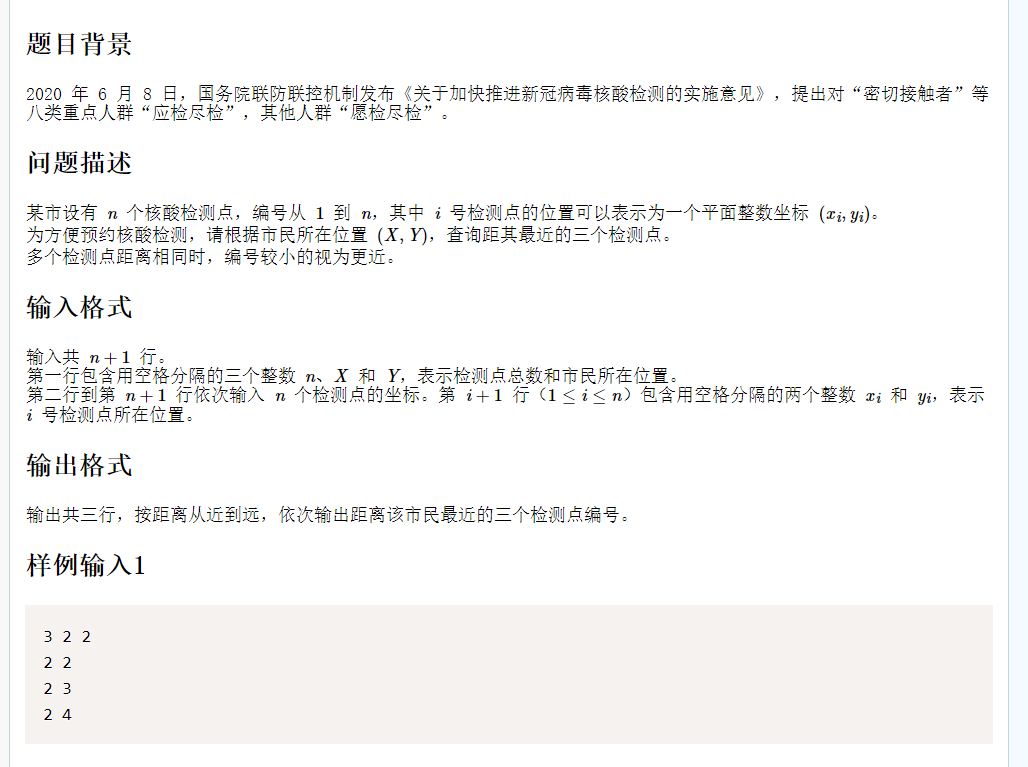 题目背景
2020 年 6 月 8 日，国务院联防联控机制发布《关于加快推进新冠病毒核酸检测的实施意见》，提出对“密切接触者”等
八类重点人群“应检尽检”，其他人群“愿检尽检”。
问题描述
某市设有 n 个核酸检测点，编号从 1 到 n，其中 i 号检测点的位置可以表示为一个平面整数坐标 (xi, yi)。
为方便预约核酸检测，请根据市民所在位置 (X, Y)，查询距其最近的三个检测点。
多个检测点距离相同时，编号较小的视为更近。
输入格式
输入共 n + 1 行。
第一行包含用空格分隔的三个整数 n、X 和 Y，表示检测点总数和市民所在位置。
第二行到第 n + 1 行依次输入 n 个检测点的坐标。第 i + 1 行（1 ≤ i ≤ n）包含用空格分隔的两个整数 xi 和 yi，表示
i 号检测点所在位置。
输出格式
输出共三行，按距离从近到远，依次输出距离该市民最近的三个检测点编号。
样例输入1
3 2 2
2 2
2 3
2 4